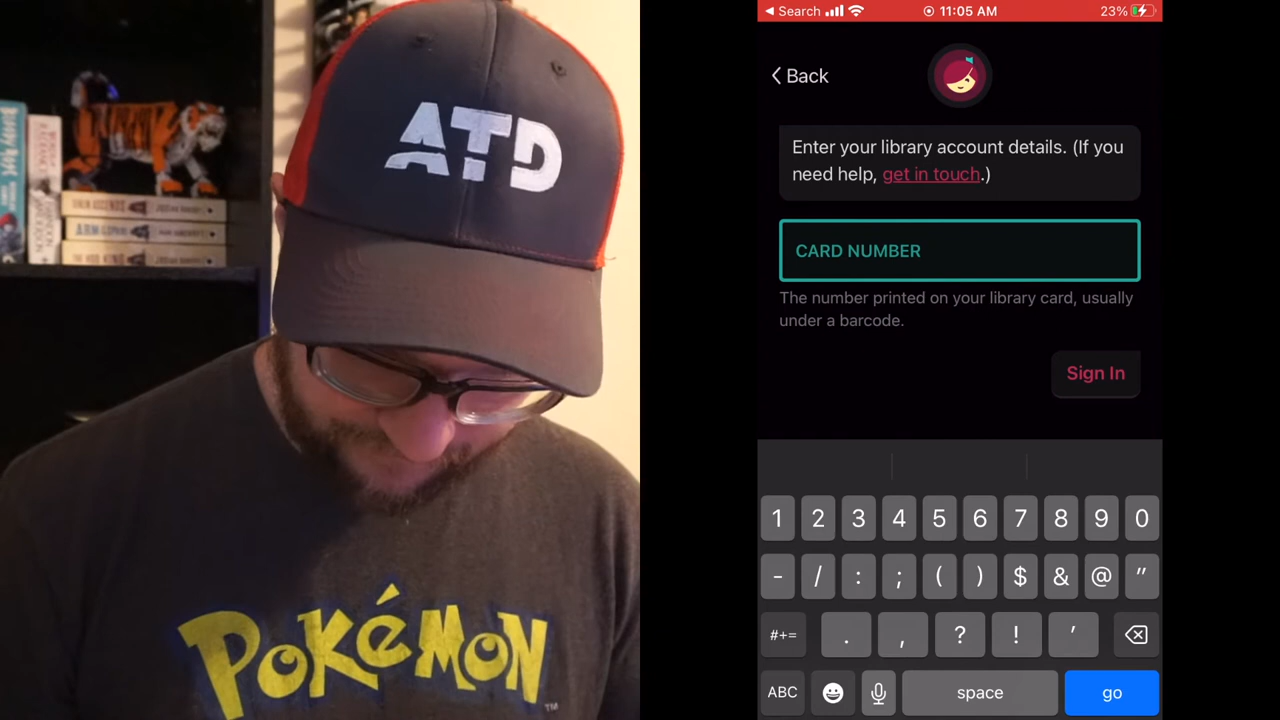 ATD
POKéMON
TM
Search
11:05 AM
23%
Back
Enter your library account details. (If you
need help, get in touch.)
CARD NUMBER
The number printed on your library card, usually
under a barcode.
Sign In
1 2 3 4 5 6 7 8 9 0
- / : ; ( ) $ & @ "
#+= . , ? ! '
ABC space go